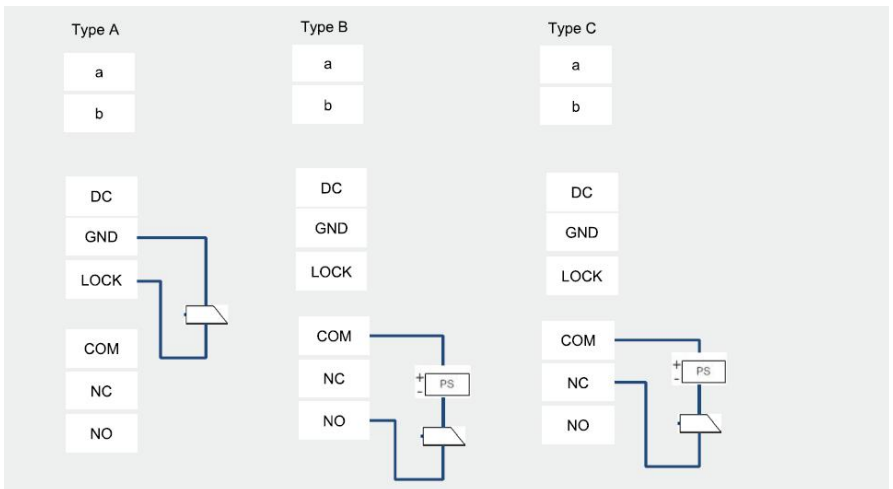 Type A
a
b
DC
GND
LOCK
COM
NC
NO
Type B
a
b
DC
GND
LOCK
COM
NC
NO
+
-
PS
Type C
a
b
DC
GND
LOCK
COM
NC
NO
+
-
PS